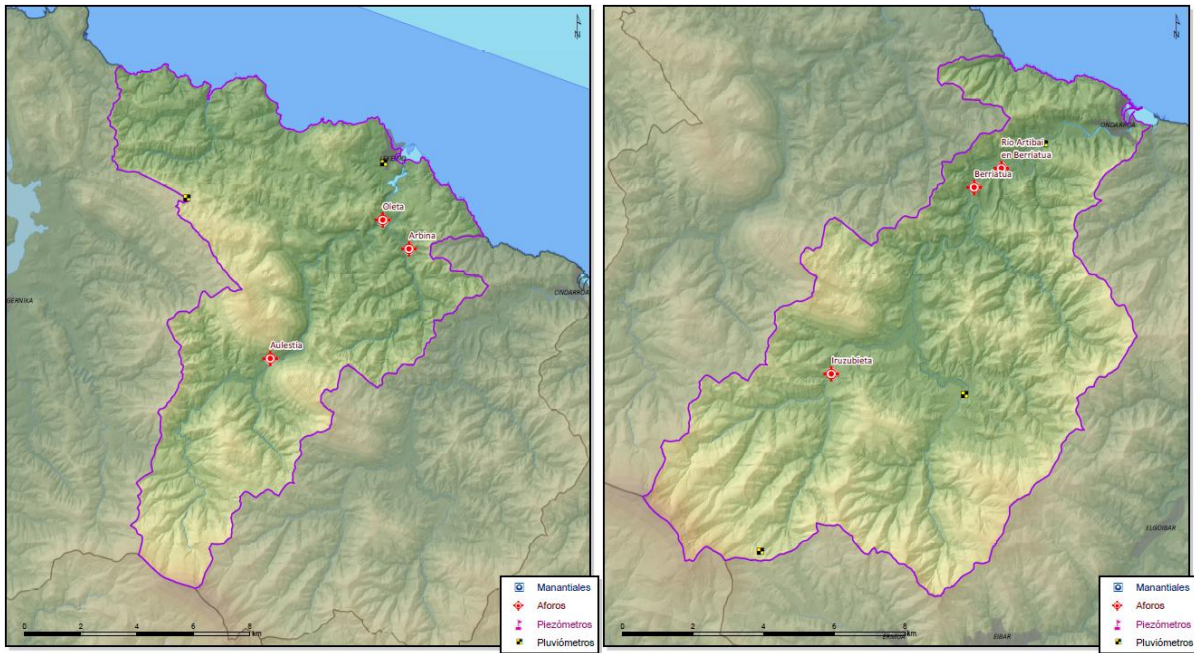 N
Oleta
Arbina
GERNIKA
ONDARROA
Aulestia
Manantiales
Aforos
Piezómetros
Pluviómetros
0 2 4 6 8
km
N
ONDARROA
Río Artibai
en Berriatua
Berriatua
Iruzubieta
ELGOIBAR
ERMUA
EIBAR
Manantiales
Aforos
Piezómetros
Pluviómetros
0 2 4 6 8
km